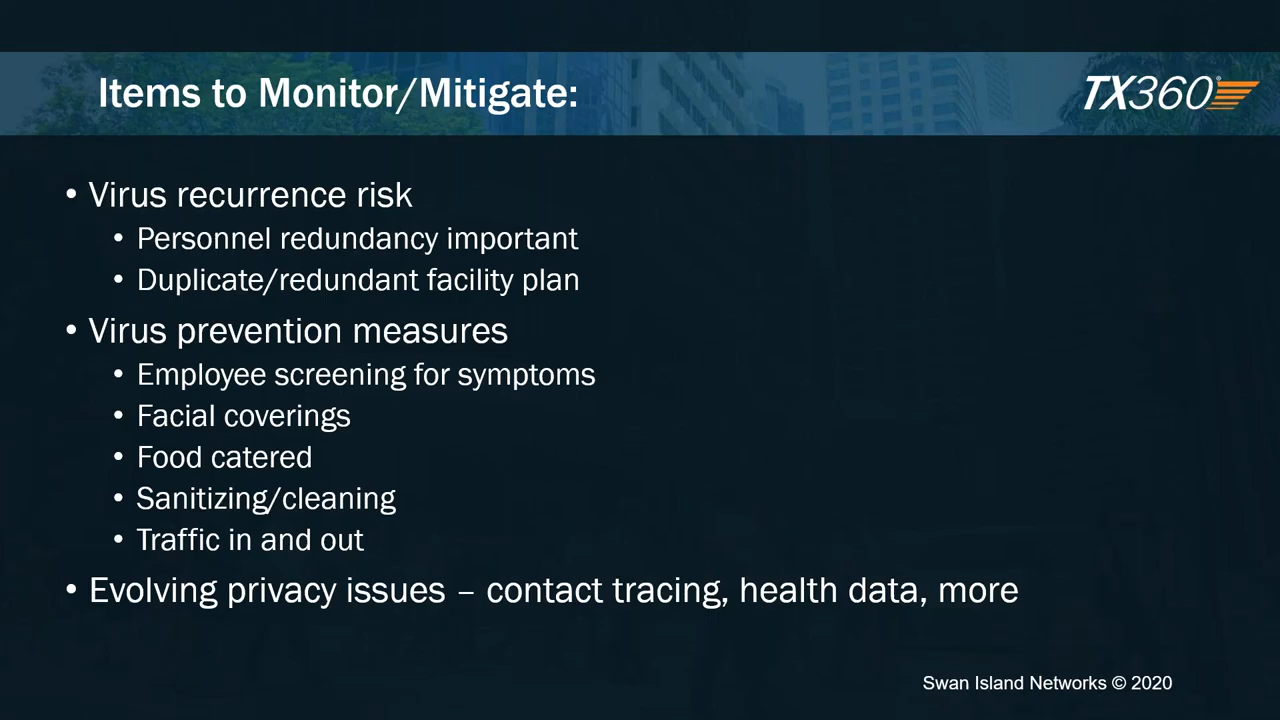 Items to Monitor/Mitigate:
TX360®
• Virus recurrence risk
• Personnel redundancy important
• Duplicate/redundant facility plan
• Virus prevention measures
• Employee screening for symptoms
• Facial coverings
• Food catered
• Sanitizing/cleaning
• Traffic in and out
• Evolving privacy issues – contact tracing, health data, more
Swan Island Networks © 2020